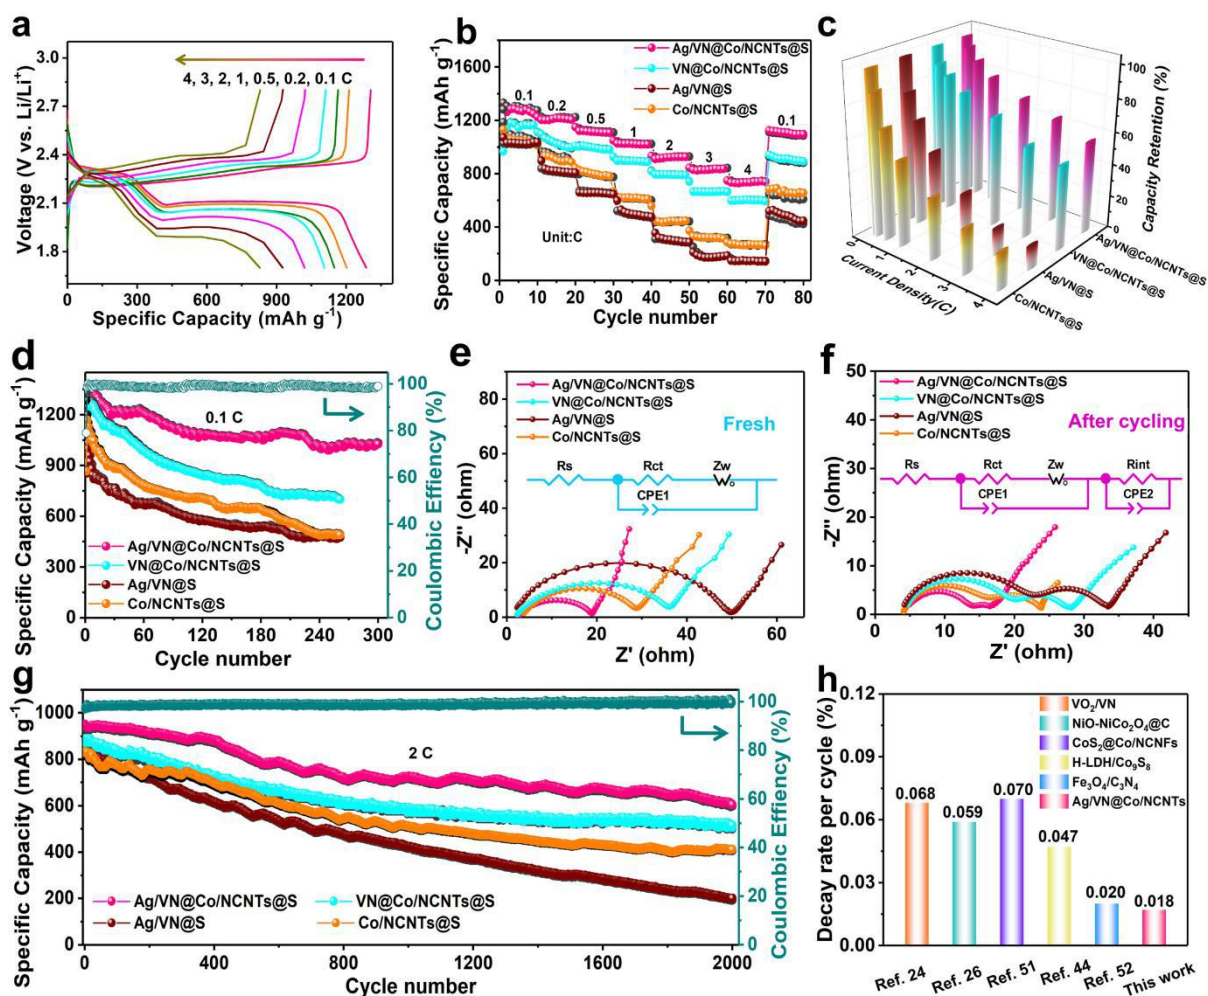 a
Voltage (V vs. Li/Li⁺)
3.0
2.7
2.4
2.1
1.8
4, 3, 2, 1, 0.5, 0.2, 0.1 C
0 300 600 900 1200
Specific Capacity (mAh g⁻¹)
b
Specific Capacity (mAh g⁻¹)
1600
1200
800
400
0
Ag/VN@Co/NCNTs@S
VN@Co/NCNTs@S
Ag/VN@S
Co/NCNTs@S
0.1 0.2 0.5 1 2 3 4 0.1
Unit:C
0 10 20 30 40 50 60 70 80
Cycle number
c
Capacity Retention (%)
100
80
60
40
20
0
0 1 2 3 4
Current Density(C)
Ag/VN@Co/NCNTs@S
VN@Co/NCNTs@S
Ag/VN@S
Co/NCNTs@S
d
Specific Capacity (mAh g⁻¹)
1200
900
600
300
0
0.1 C
Ag/VN@Co/NCNTs@S
VN@Co/NCNTs@S
Ag/VN@S
Co/NCNTs@S
100
80
60
40
20
0
Coulombic Effiency (%)
0 60 120 180 240 300
Cycle number
e
-Z'' (ohm)
80
60
40
20
0
Ag/VN@Co/NCNTs@S
VN@Co/NCNTs@S
Ag/VN@S
Co/NCNTs@S
Fresh
Rs Rct Zw
CPE1
0 20 40 60
Z' (ohm)
f
-Z'' (ohm)
50
40
30
20
10
0
Ag/VN@Co/NCNTs@S
VN@Co/NCNTs@S
Ag/VN@S
Co/NCNTs@S
After cycling
Rs Rct Zw Rint
CPE1 CPE2
0 10 20 30 40
Z' (ohm)
g
Specific Capacity (mAh g⁻¹)
1000
800
600
400
200
0
2 C
Ag/VN@Co/NCNTs@S VN@Co/NCNTs@S
Ag/VN@S Co/NCNTs@S
100
80
60
40
20
0
Coulombic Effiency (%)
0 400 800 1200 1600 2000
Cycle number
h
Decay rate per cycle (%)
0.12
0.09
0.06
0.03
0.00
VO₂/VN
NiO-NiCo₂O₄@C
CoS₂@Co/NCNFs
H-LDH/Co₉S₈
Fe₃O₄/C₃N₄
Ag/VN@Co/NCNTs
0.068 0.059 0.070 0.047 0.020 0.018
Ref. 24 Ref. 26 Ref. 51 Ref. 44 Ref. 52 This work